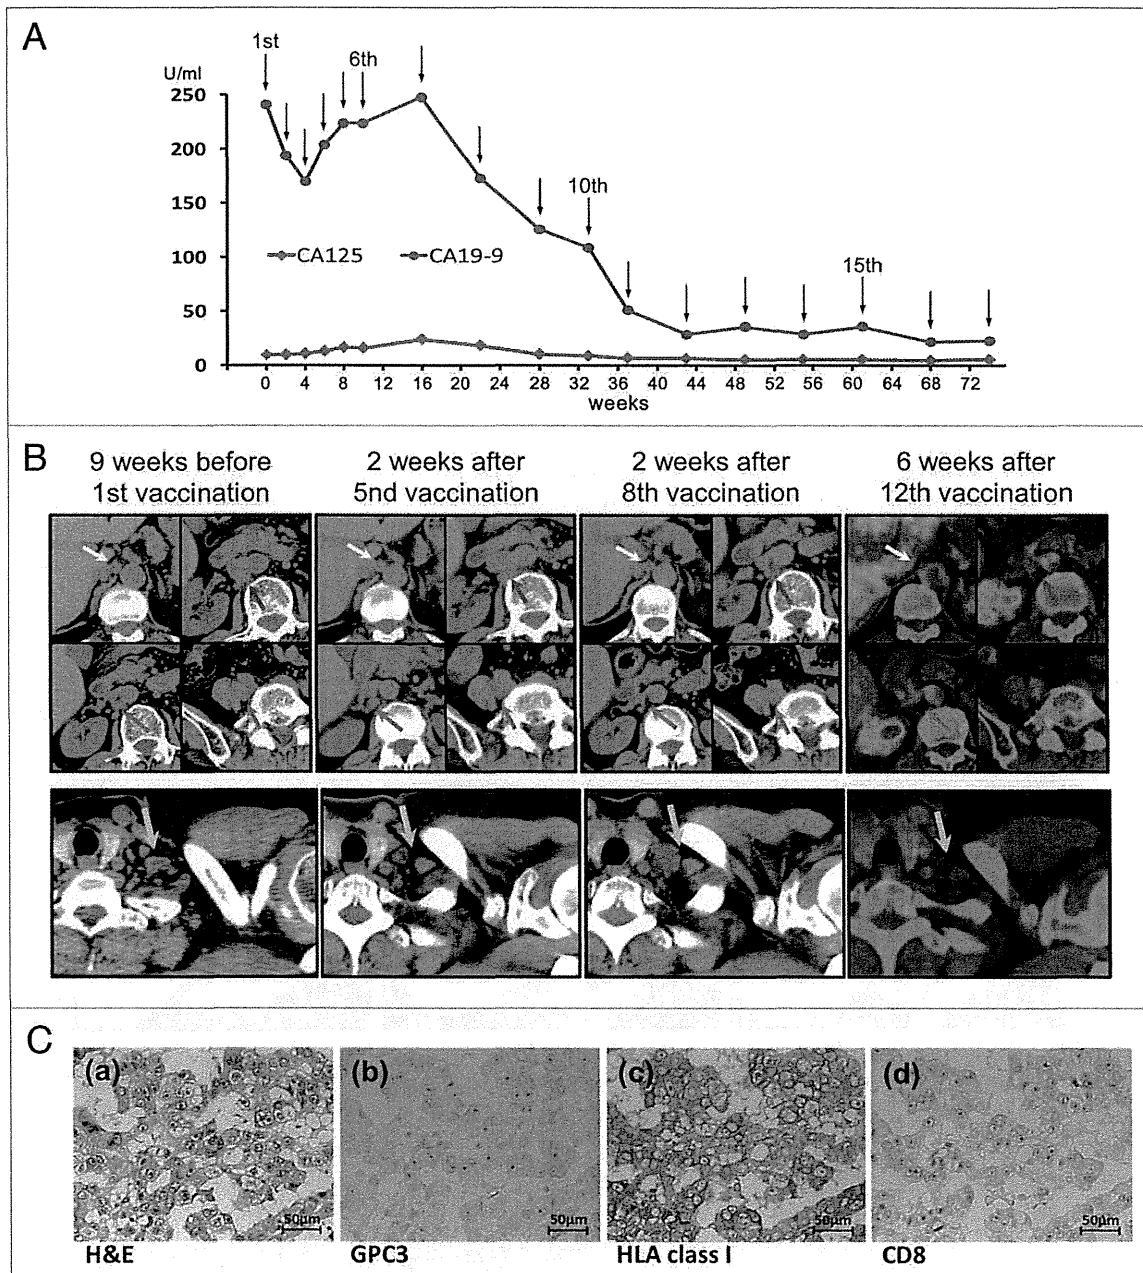 A
1st
6th
U/ml
250
200
10th
150
CA125 CA19-9
100
15th
50
0
0 4 8 12 16 20 24 28 32 36 40 44 48 52 56 60 64 68 72
weeks
B
9 weeks before
1st vaccination
2 weeks after
5nd vaccination
2 weeks after
8th vaccination
6 weeks after
12th vaccination
C
(a)
(b)
(c)
(d)
50μm
50μm
50μm
50μm
H&E
GPC3
HLA class I
CD8